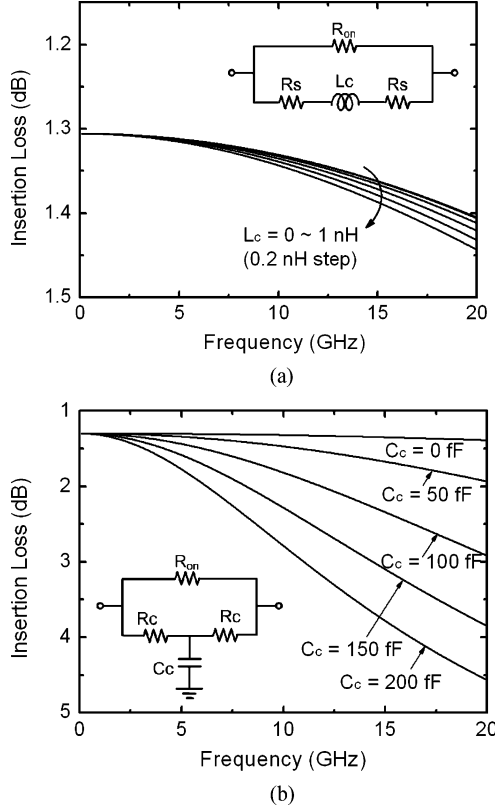 1.2
1.3
1.4
1.5
0
5
10
15
20
Insertion Loss (dB)
Frequency (GHz)
Ron
Rs
Lc
Rs
Lc = 0 ~ 1 nH
(0.2 nH step)
(a)
1
2
3
4
5
0
5
10
15
20
Insertion Loss (dB)
Frequency (GHz)
Cc = 0 fF
Cc = 50 fF
Cc = 100 fF
Cc = 150 fF
Cc = 200 fF
Ron
Rc
Rc
Cc
(b)